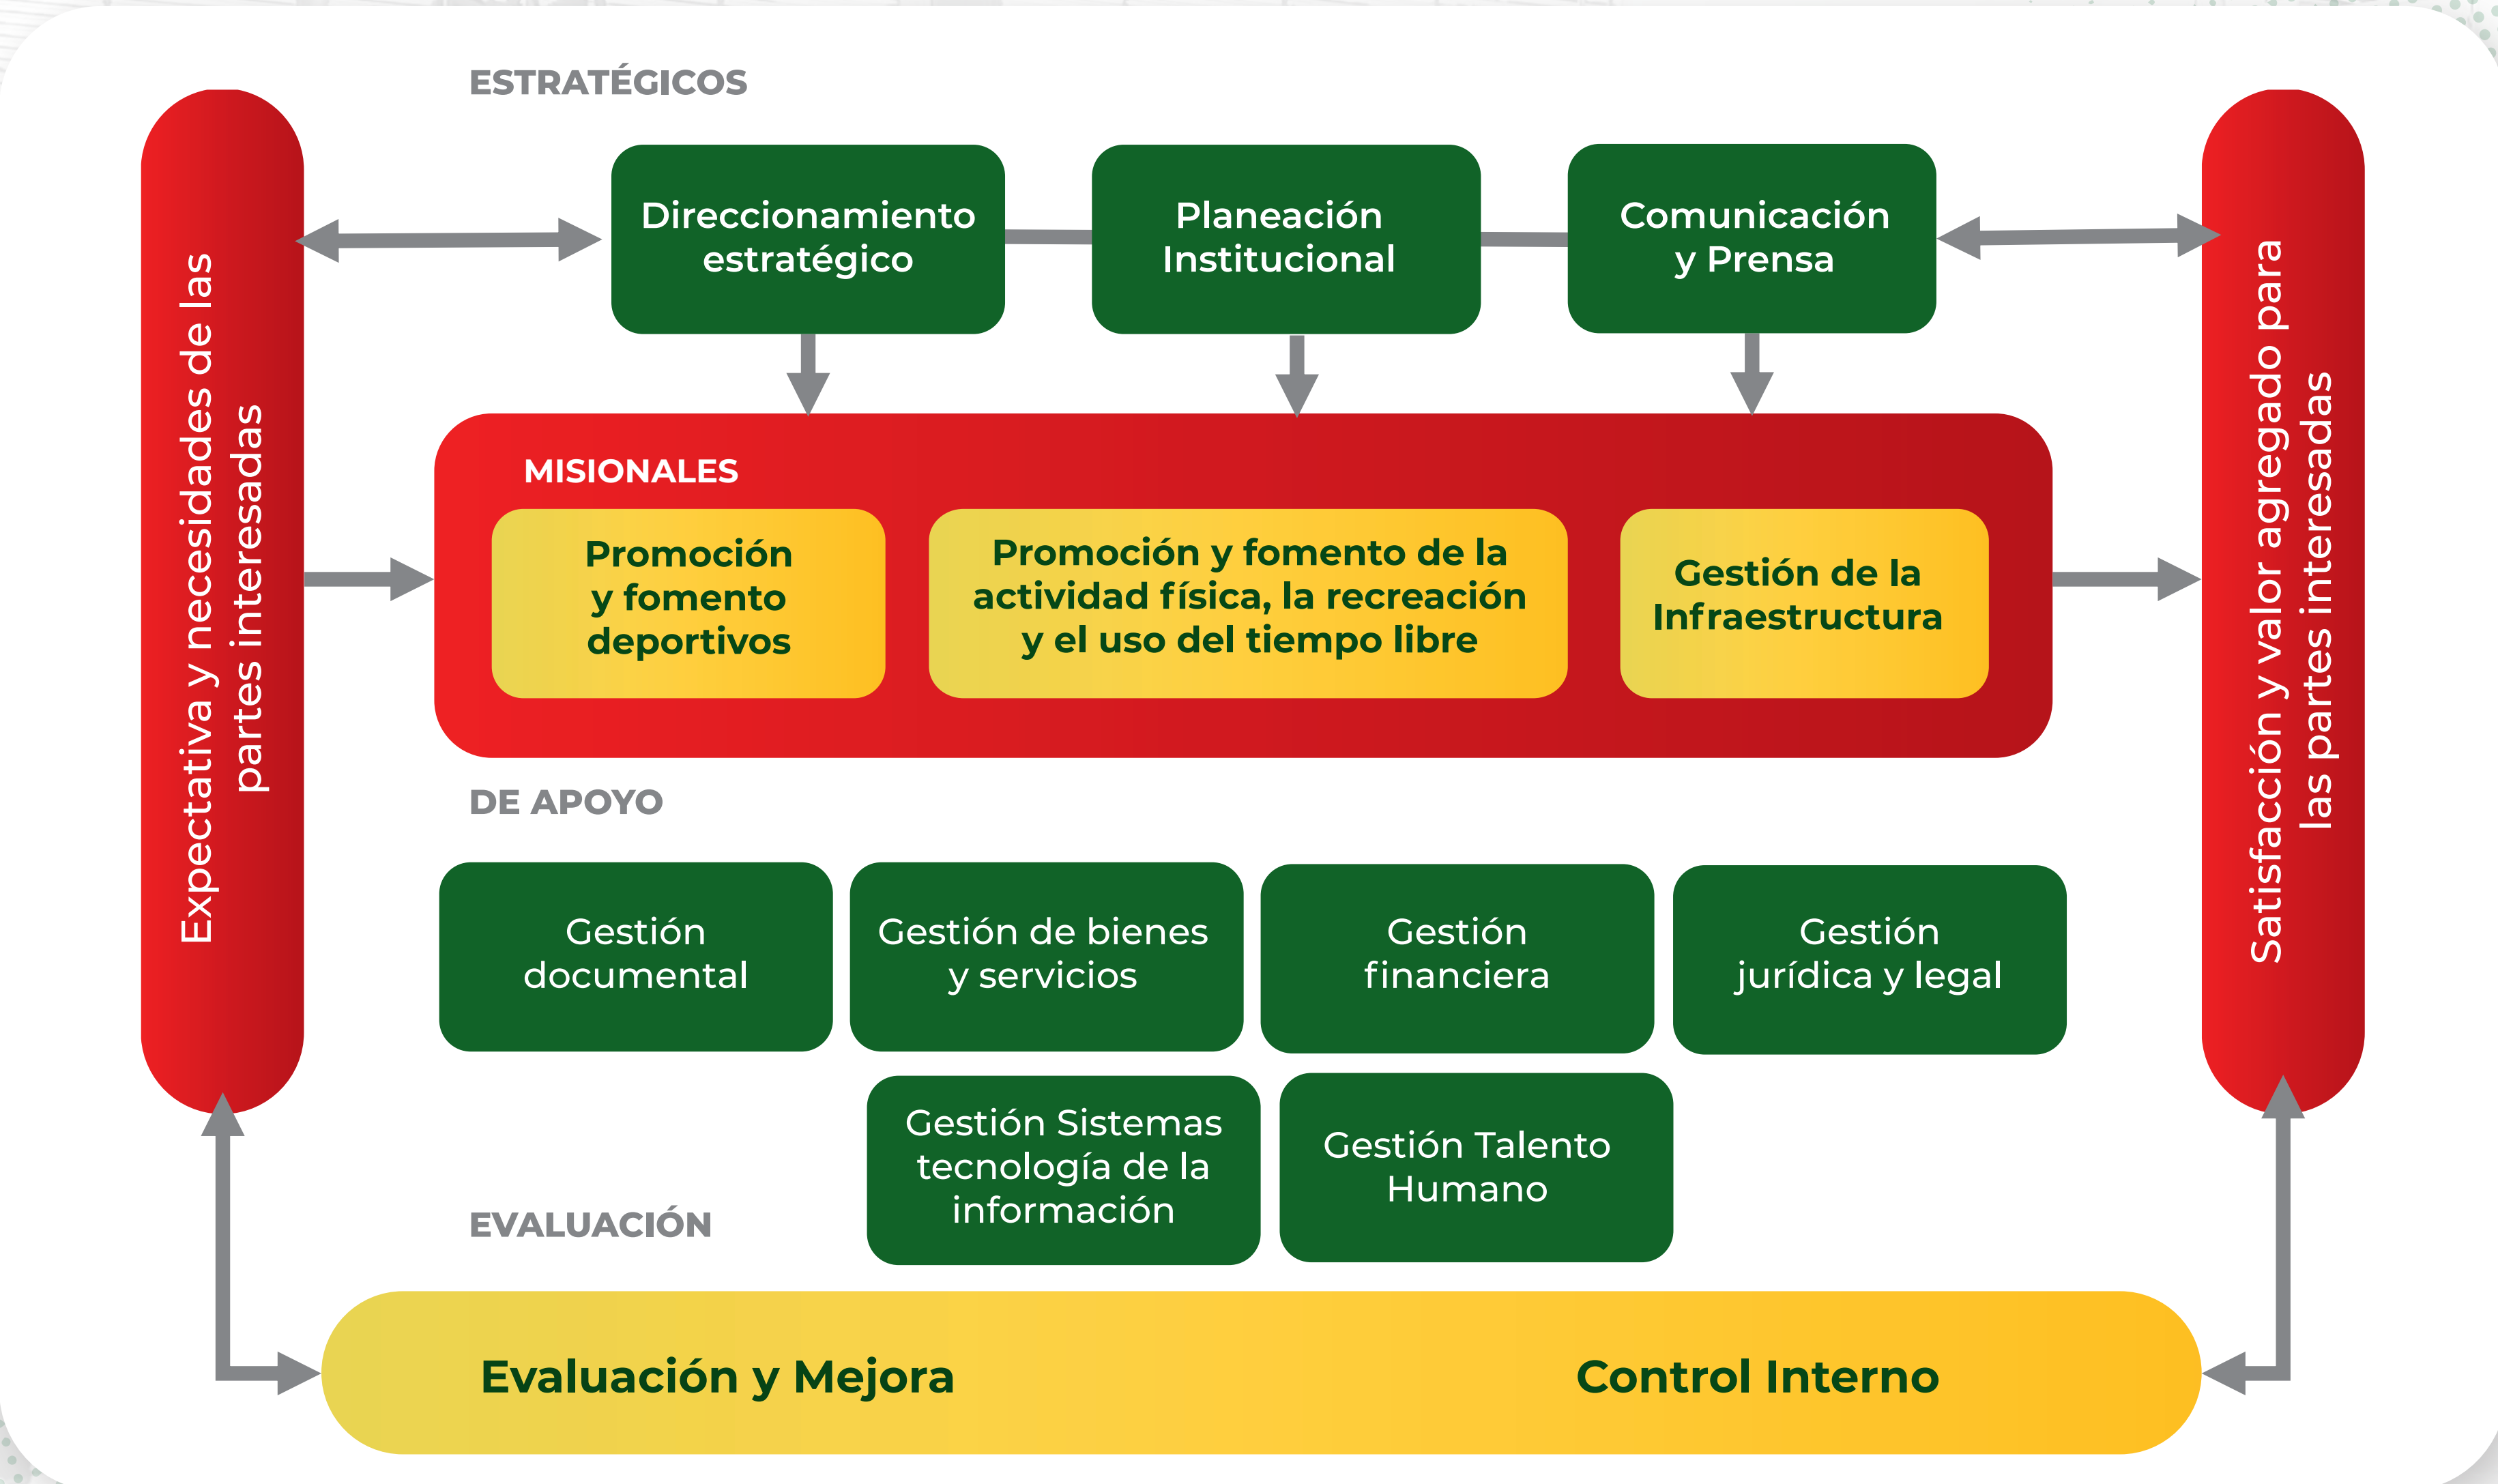 ESTRATÉGICOS
Direccionamiento
estratégico
Planeación
Institucional
Comunicación
y Prensa
Expectativa y necesidades de las
partes interesadas
MISIONALES
Promoción
y fomento
deportivos
Promoción y fomento de la
actividad física, la recreación
y el uso del tiempo libre
Gestión de la
Infraestructura
Satisfacción y valor agregado para
las partes interesadas
DE APOYO
Gestión
documental
Gestión de bienes
y servicios
Gestión
financiera
Gestión
jurídica y legal
Gestión Sistemas
tecnología de la
información
Gestión Talento
Humano
EVALUACIÓN
Evaluación y Mejora
Control Interno